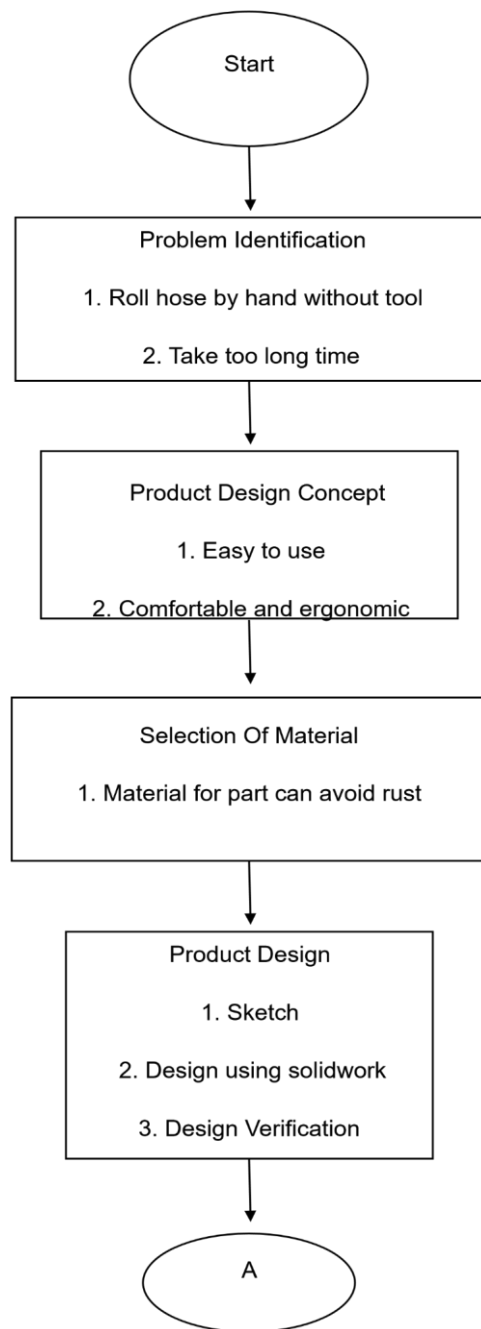 Start
Problem Identification
1. Roll hose by hand without tool
2. Take too long time
Product Design Concept
1. Easy to use
2. Comfortable and ergonomic
Selection Of Material
1. Material for part can avoid rust
Product Design
1. Sketch
2. Design using solidwork
3. Design Verification
A